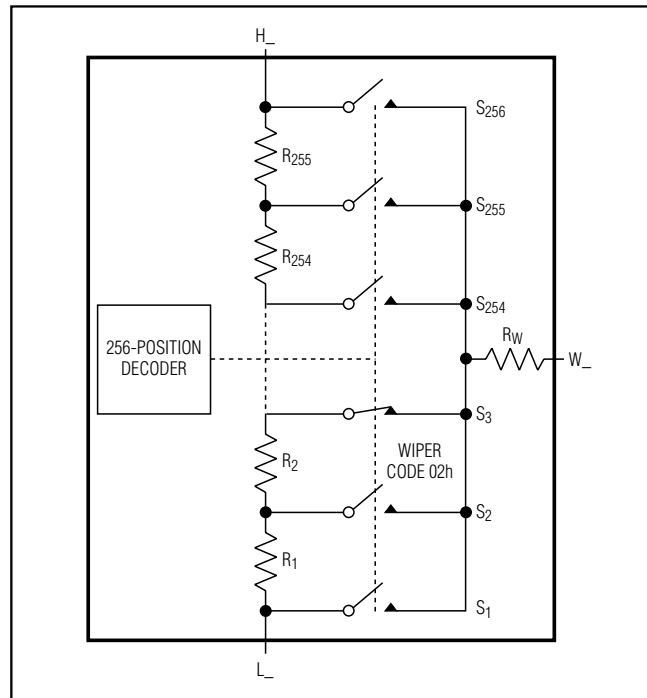 H_
S256
R255
S255
R254
S254
256-POSITION
DECODER
RW
W_
S3
R2
WIPER
CODE 02h
S2
R1
S1
L_